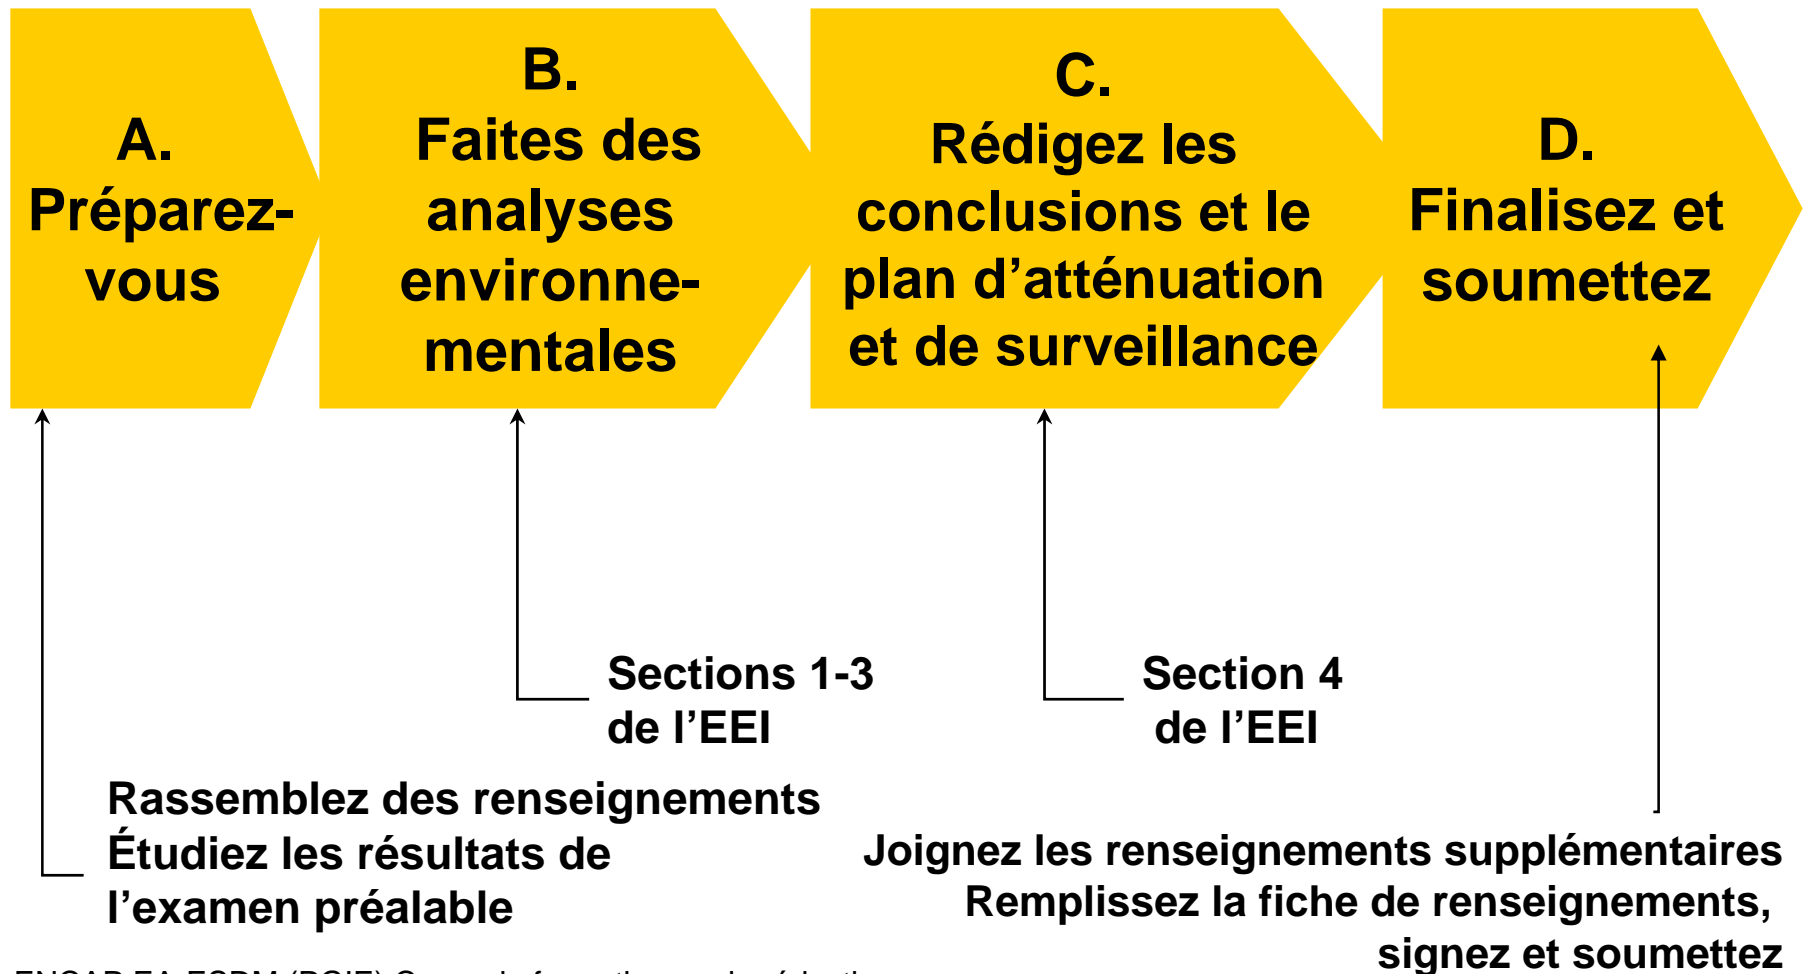 A.
Préparez-
vous
B.
Faites des
analyses
environne-
mentales
C.
Rédigez les
conclusions et le
plan d’atténuation
et de surveillance
D.
Finalisez et
soumettez
Sections 1-3
de l’EEI
Section 4
de l’EEI
Rassemblez des renseignements
Étudiez les résultats de
l’examen préalable
Joignez les renseignements supplémentaires
Remplissez la fiche de renseignements,
signez et soumettez